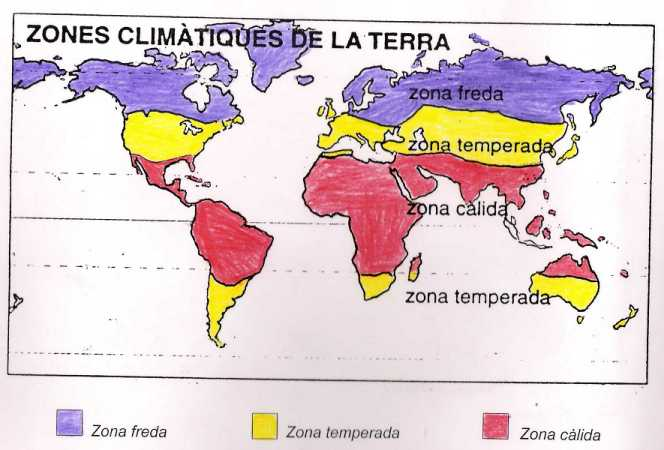 ZONES CLIMÀTIQUES DE LA TERRA
zona freda
zona temperada
zona càlida
zona temperada
Zona freda
Zona temperada
Zona càlida